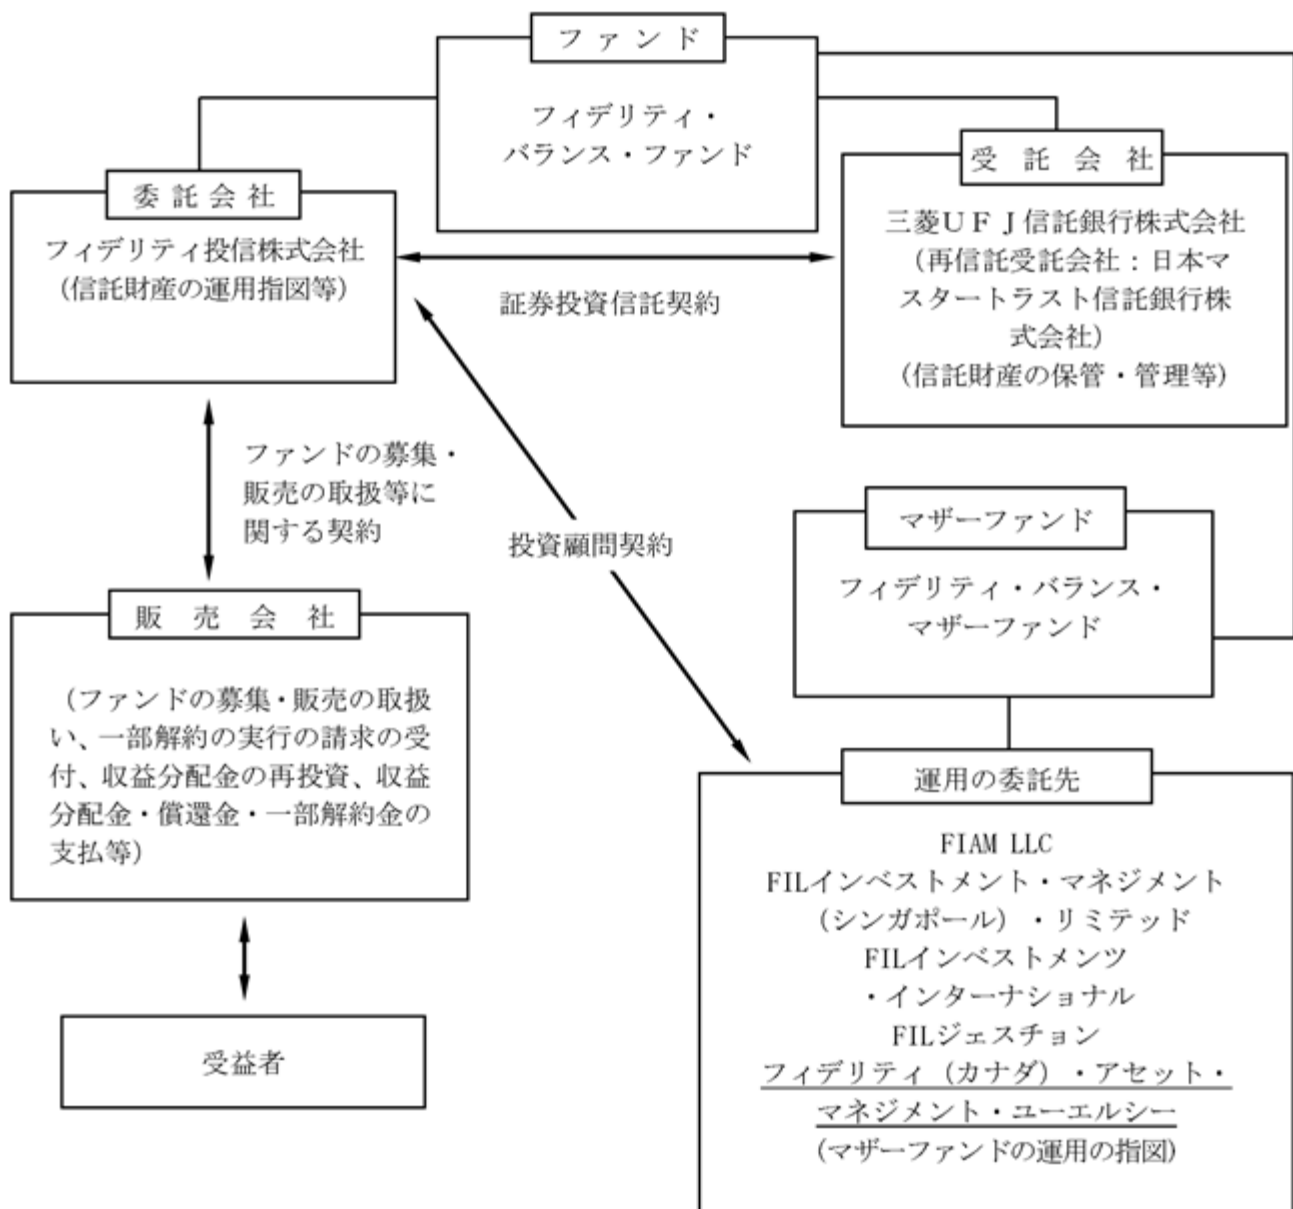 ファンド
フィデリティ・
バランス・ファンド
委託会社
フィデリティ投信株式会社
(信託財産の運用指図等)
受託会社
三菱UFJ信託銀行株式会社
(再信託受託会社:日本マ
スタートラスト信託銀行株
式会社)
(信託財産の保管・管理等)
証券投資信託契約
ファンドの募集・
販売の取扱等に
関する契約
投資顧問契約
マザーファンド
フィデリティ・バランス・
マザーファンド
販売会社
(ファンドの募集・販売の取扱
い、一部解約の実行の請求の受
付、収益分配金の再投資、収益
分配金・償還金・一部解約金の
支払等)
運用の委託先
FIAM LLC
FILインベストメント・マネジメント
(シンガポール)・リミテッド
FILインベストメンツ
・インターナショナル
FILジェスチョン
フィデリティ(カナダ)・アセット・
マネジメント・ユーエルシー
(マザーファンドの運用の指図)
受益者